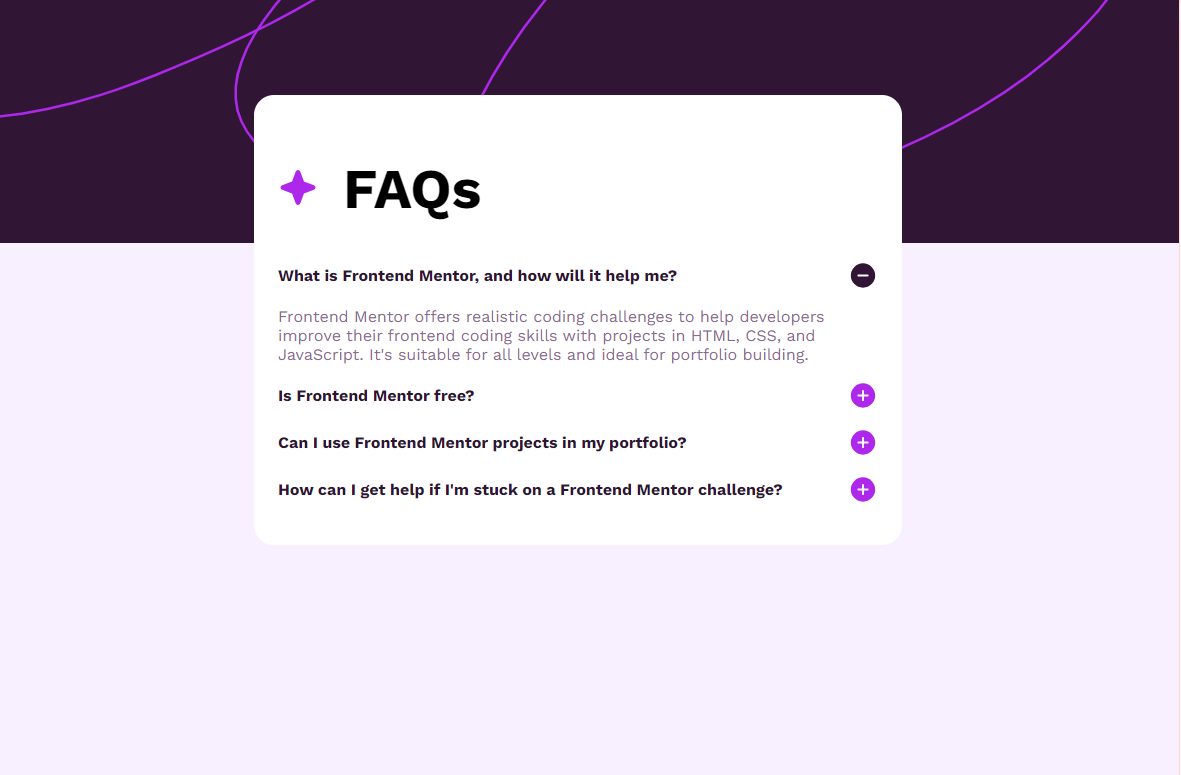 FAQs
What is Frontend Mentor, and how will it help me?
Frontend Mentor offers realistic coding challenges to help developers
improve their frontend coding skills with projects in HTML, CSS, and
JavaScript. It's suitable for all levels and ideal for portfolio building.
Is Frontend Mentor free?
Can I use Frontend Mentor projects in my portfolio?
How can I get help if I'm stuck on a Frontend Mentor challenge?